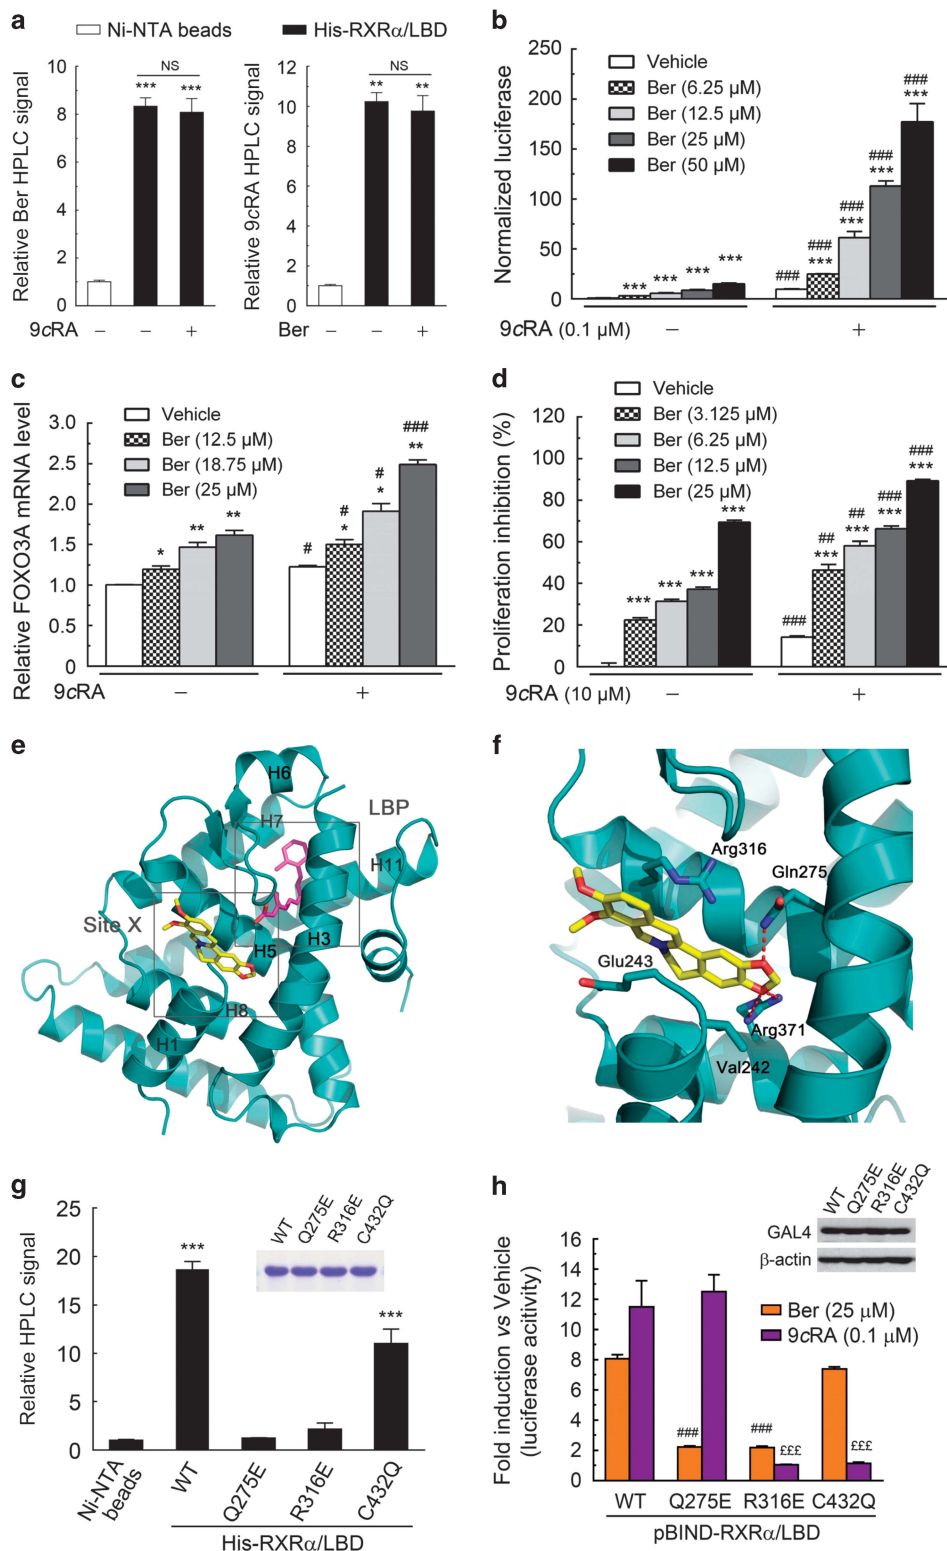 a
Ni-NTA beads
His-RXRα/LBD
Relative Ber HPLC signal
10
8
6
4
2
0
NS
***
***
9cRA
−
−
+
Relative 9cRA HPLC signal
12
10
8
6
4
2
0
NS
**
**
Ber
−
−
+
b
Normalized luciferase
250
200
150
100
50
0
Vehicle
Ber (6.25 µM)
Ber (12.5 µM)
Ber (25 µM)
Ber (50 µM)
***
***
***
***
###
###
***
###
***
###
***
###
***
9cRA (0.1 µM)
−
+
c
Relative FOXO3A mRNA level
3.0
2.5
2.0
1.5
1.0
0.5
0
Vehicle
Ber (12.5 µM)
Ber (18.75 µM)
Ber (25 µM)
*
**
**
#
#
*
#
*
###
**
9cRA
−
+
d
Proliferation inhibition (%)
120
100
80
60
40
20
0
Vehicle
Ber (3.125 µM)
Ber (6.25 µM)
Ber (12.5 µM)
Ber (25 µM)
***
***
***
***
###
##
***
##
***
###
***
###
***
9cRA (10 µM)
−
+
e
H6
LBP
H7
H11
Site X
H5
H3
H8
H1
f
Arg316
Gln275
Glu243
Arg371
Val242
g
Relative HPLC signal
25
20
15
10
5
0
WT
Q275E
R316E
C432Q
***
***
Ni-NTA
beads
WT
Q275E
R316E
C432Q
His-RXRα/LBD
h
WT
Q275E
R316E
C432Q
GAL4
β-actin
Fold induction vs Vehicle
(luciferase acitivity)
16
14
12
10
8
6
4
2
0
Ber (25 µM)
9cRA (0.1 µM)
###
###
£££
£££
WT
Q275E
R316E
C432Q
pBIND-RXRα/LBD